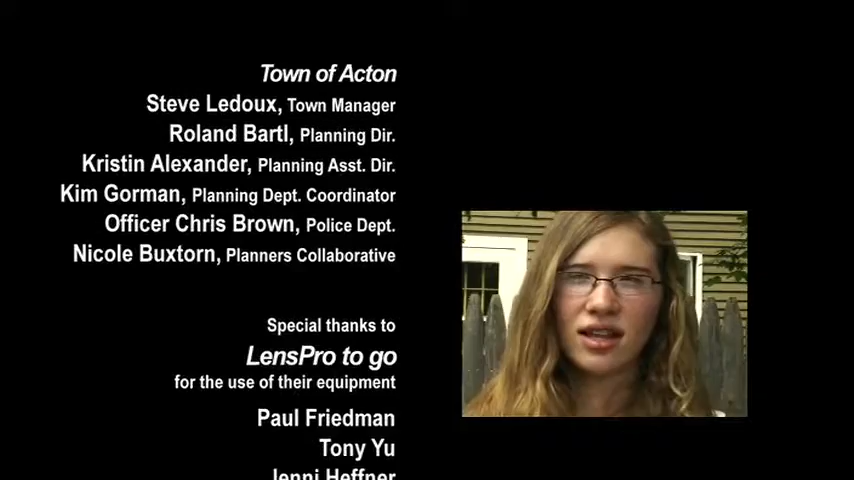 Town of Acton
Steve Ledoux, Town Manager
Roland Bartl, Planning Dir.
Kristin Alexander, Planning Asst. Dir.
Kim Gorman, Planning Dept. Coordinator
Officer Chris Brown, Police Dept.
Nicole Buxtorn, Planners Collaborative
Special thanks to
LensPro to go
for the use of their equipment
Paul Friedman
Tony Yu
Jenni Heffner